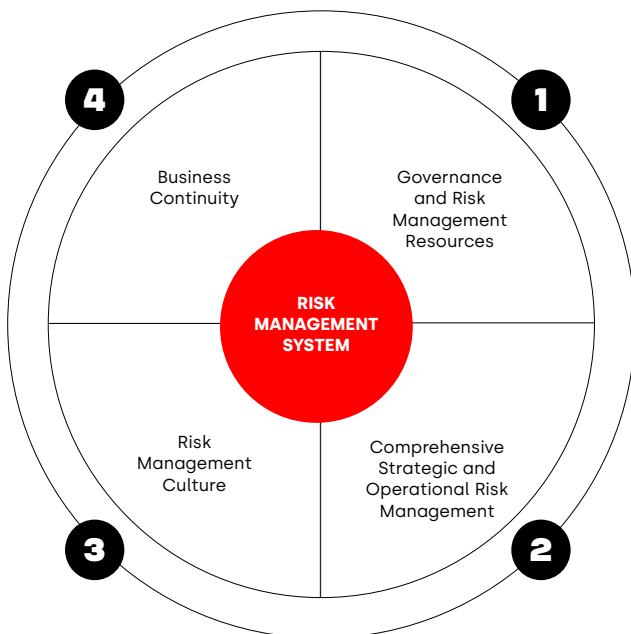 4
1
Business
Continuity
Governance
and Risk
Management
Resources
RISK
MANAGEMENT
SYSTEM
Risk
Management
Culture
Comprehensive
Strategic and
Operational Risk
Management
3
2